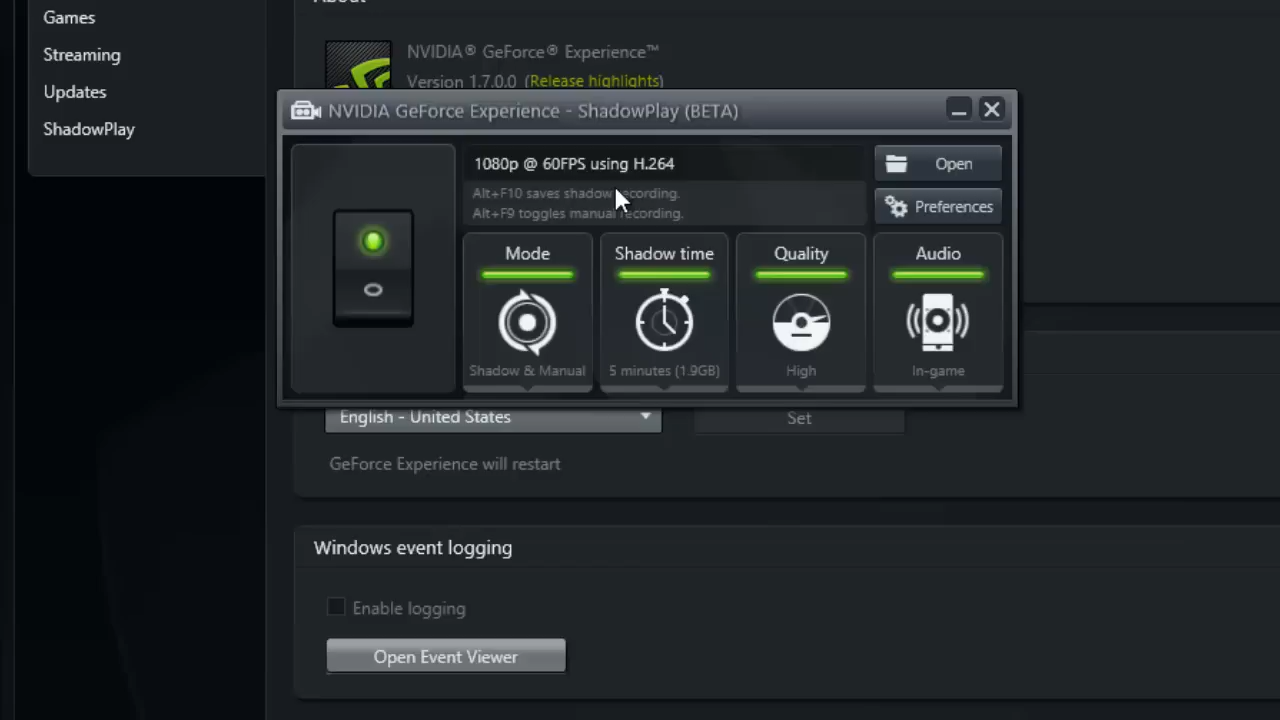 About
Games
Streaming
Updates
ShadowPlay
NVIDIA® GeForce® Experience™
Version 1.7.0.0 (Release highlights)
NVIDIA GeForce Experience - ShadowPlay (BETA)
1080p @ 60FPS using H.264
Alt+F10 saves shadow recording.
Alt+F9 toggles manual recording.
Open
Preferences
Mode
Shadow & Manual
Shadow time
5 minutes (1.9GB)
Quality
High
Audio
In-game
English - United States
Set
GeForce Experience will restart
Windows event logging
Enable logging
Open Event Viewer